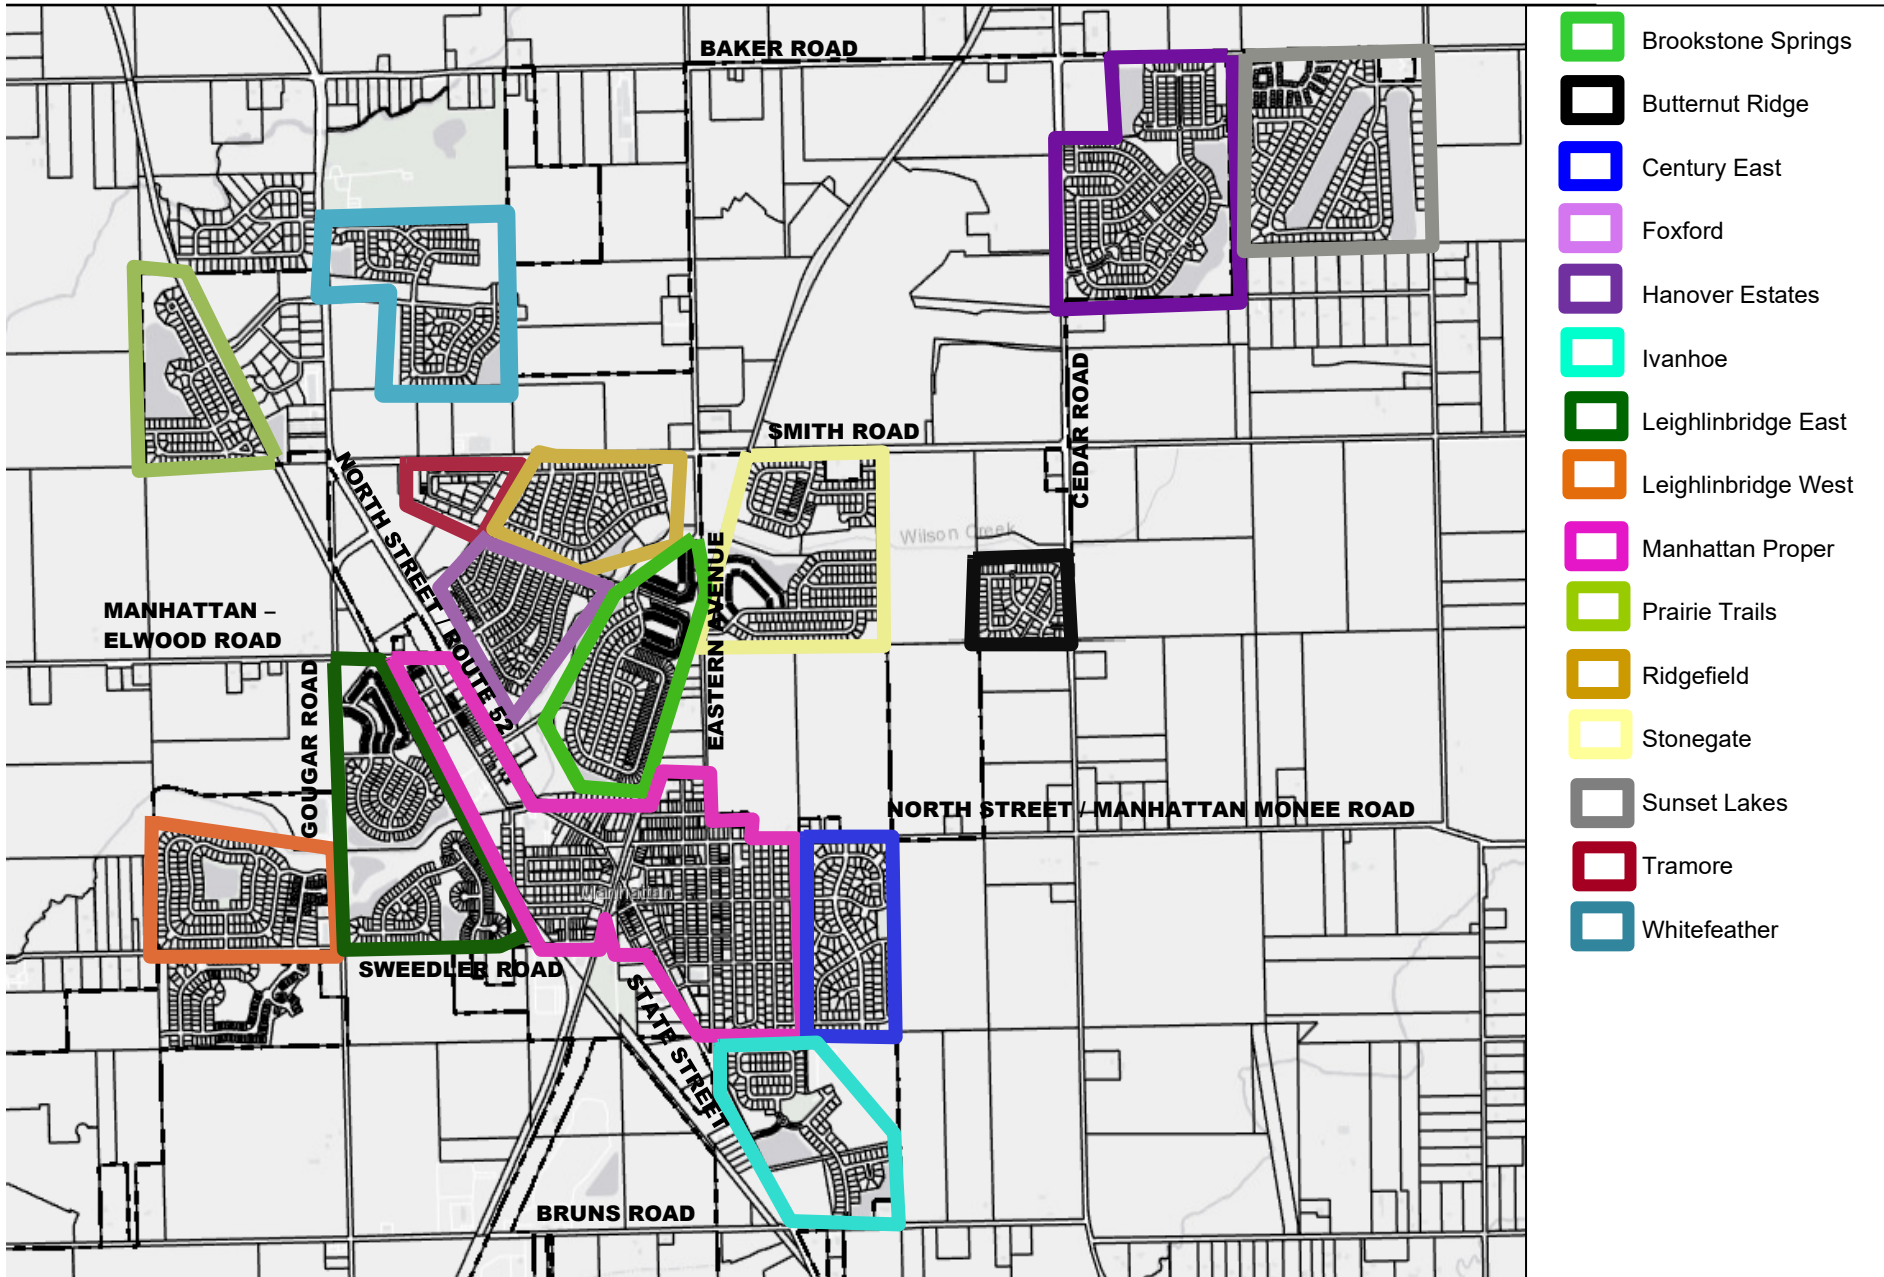 BAKER ROAD
SMITH ROAD
CEDAR ROAD
Wilson Creek
NORTH STREET / ROUTE 52
EASTERN AVENUE
MANHATTAN –
ELWOOD ROAD
GOUGAR ROAD
NORTH STREET / MANHATTAN MONEE ROAD
Manhattan
SWEEDLER ROAD
STATE STREET
BRUNS ROAD
Brookstone Springs
Butternut Ridge
Century East
Foxford
Hanover Estates
Ivanhoe
Leighlinbridge East
Leighlinbridge West
Manhattan Proper
Prairie Trails
Ridgefield
Stonegate
Sunset Lakes
Tramore
Whitefeather